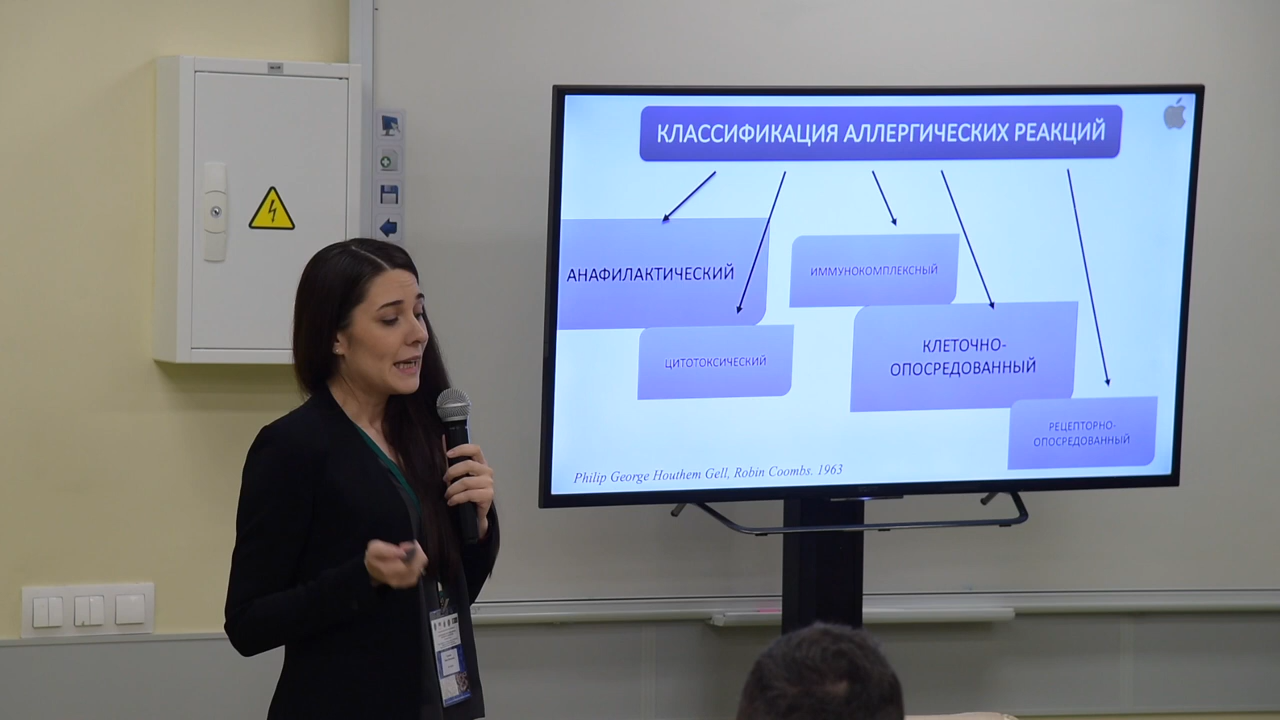 КЛАССИФИКАЦИЯ АЛЛЕРГИЧЕСКИХ РЕАКЦИЙ
АНАФИЛАКТИЧЕСКИЙ
ИММУНОКОМПЛЕКСНЫЙ
ЦИТОТОКСИЧЕСКИЙ
КЛЕТОЧНО-
ОПОСРЕДОВАННЫЙ
РЕЦЕПТОРНО-
ОПОСРЕДОВАННЫЙ
Philip George Houthem Gell, Robin Coombs. 1963